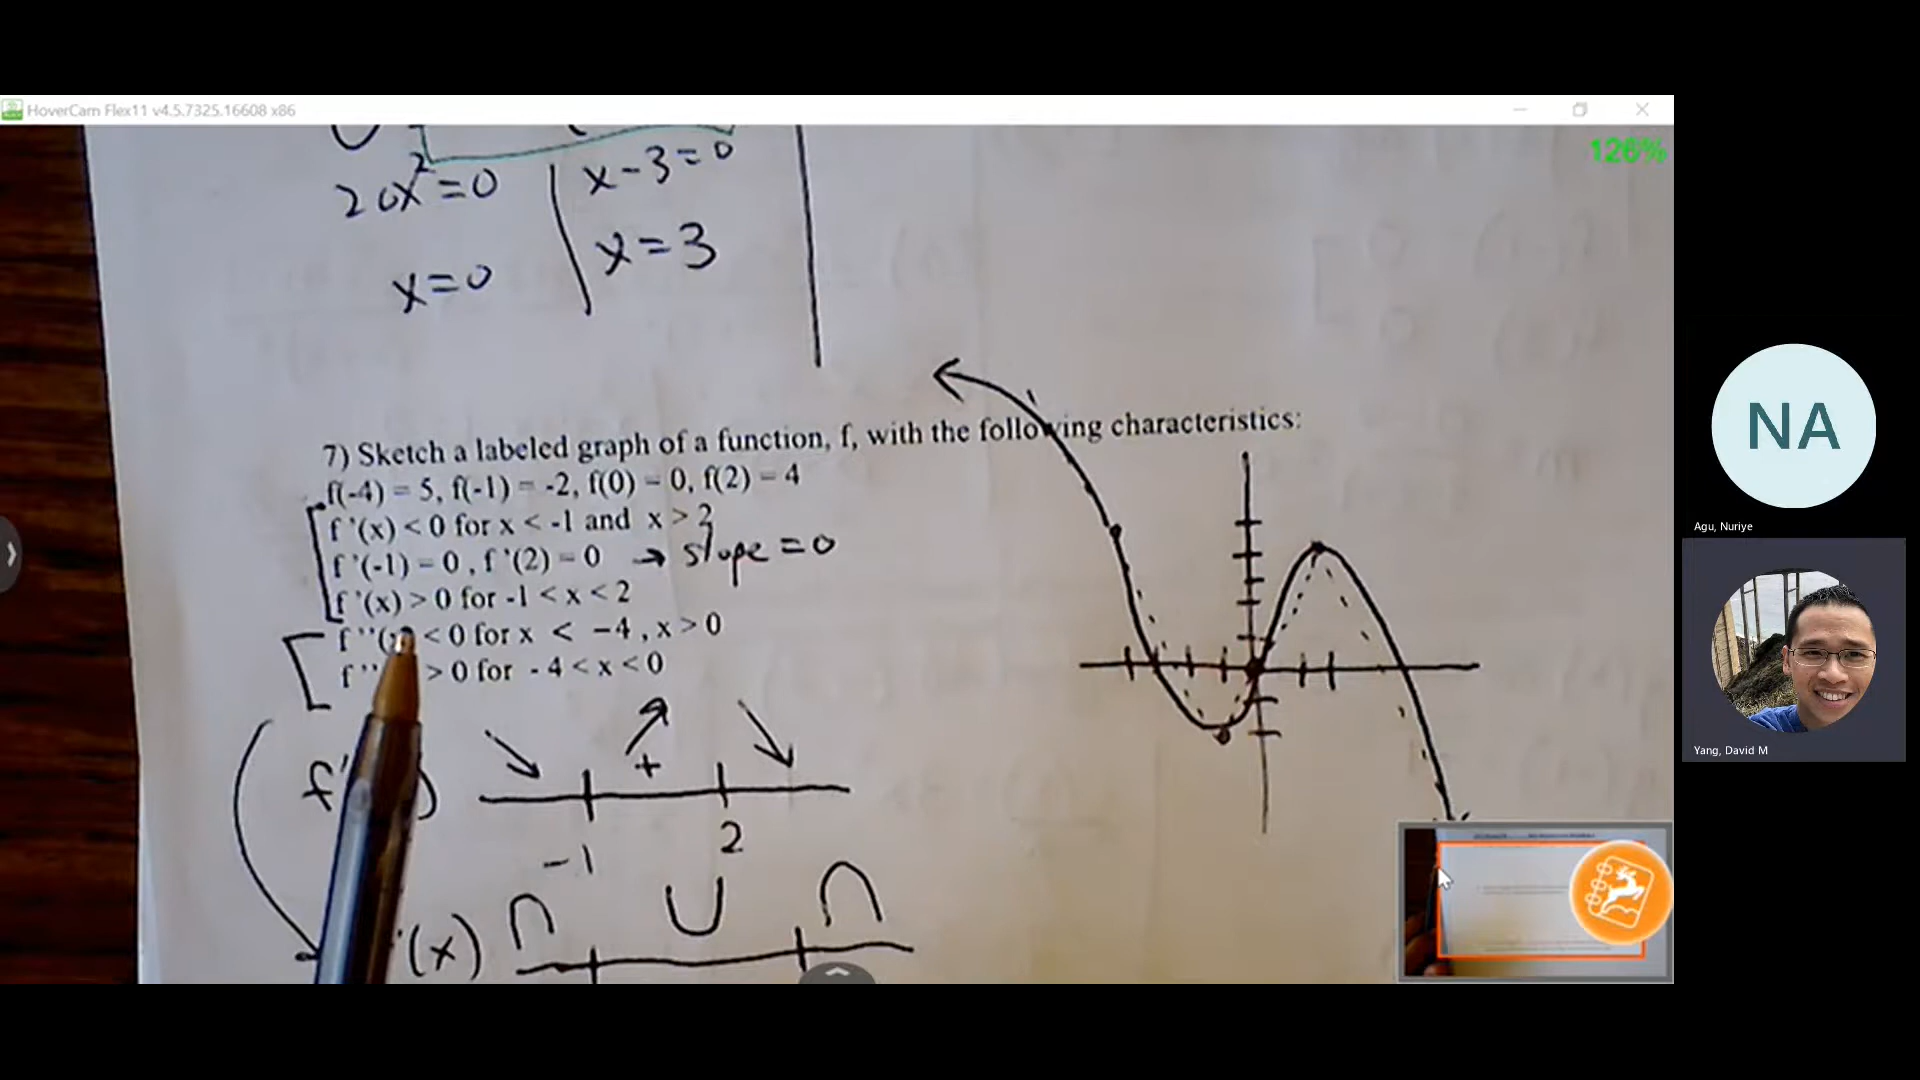 HoverCam Flex11 v4.5.7325.16608 x86
126%
20x²=0
x-3=0
x=0
x=3
7) Sketch a labeled graph of a function, f, with the following characteristics:
f(-4) = 5, f(-1) = -2, f(0) = 0, f(2) = 4
f '(x) < 0 for x < -1 and x > 2
f '(-1) = 0 , f '(2) = 0 → slope = 0
f '(x) > 0 for -1 < x < 2
f ''( < 0 for x < -4 , x > 0
f '' > 0 for - 4 < x < 0
f'
+
-1
2
(x)
NA
Agu, Nuriye
Yang, David M